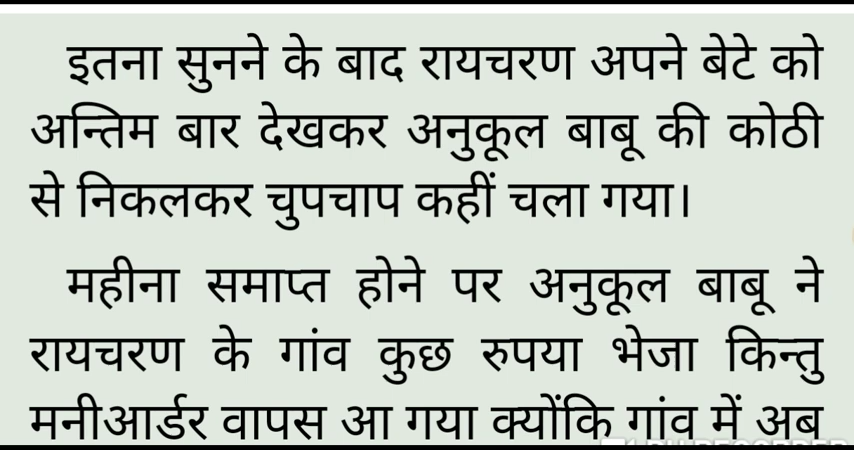 इतना सुनने के बाद रायचरण अपने बेटे को
अन्तिम बार देखकर अनुकूल बाबू की कोठी
से निकलकर चुपचाप कहीं चला गया।
महीना समाप्त होने पर अनुकूल बाबू ने
रायचरण के गांव कुछ रुपया भेजा किन्तु
मनीआर्डर वापस आ गया क्योंकि गांव में अब